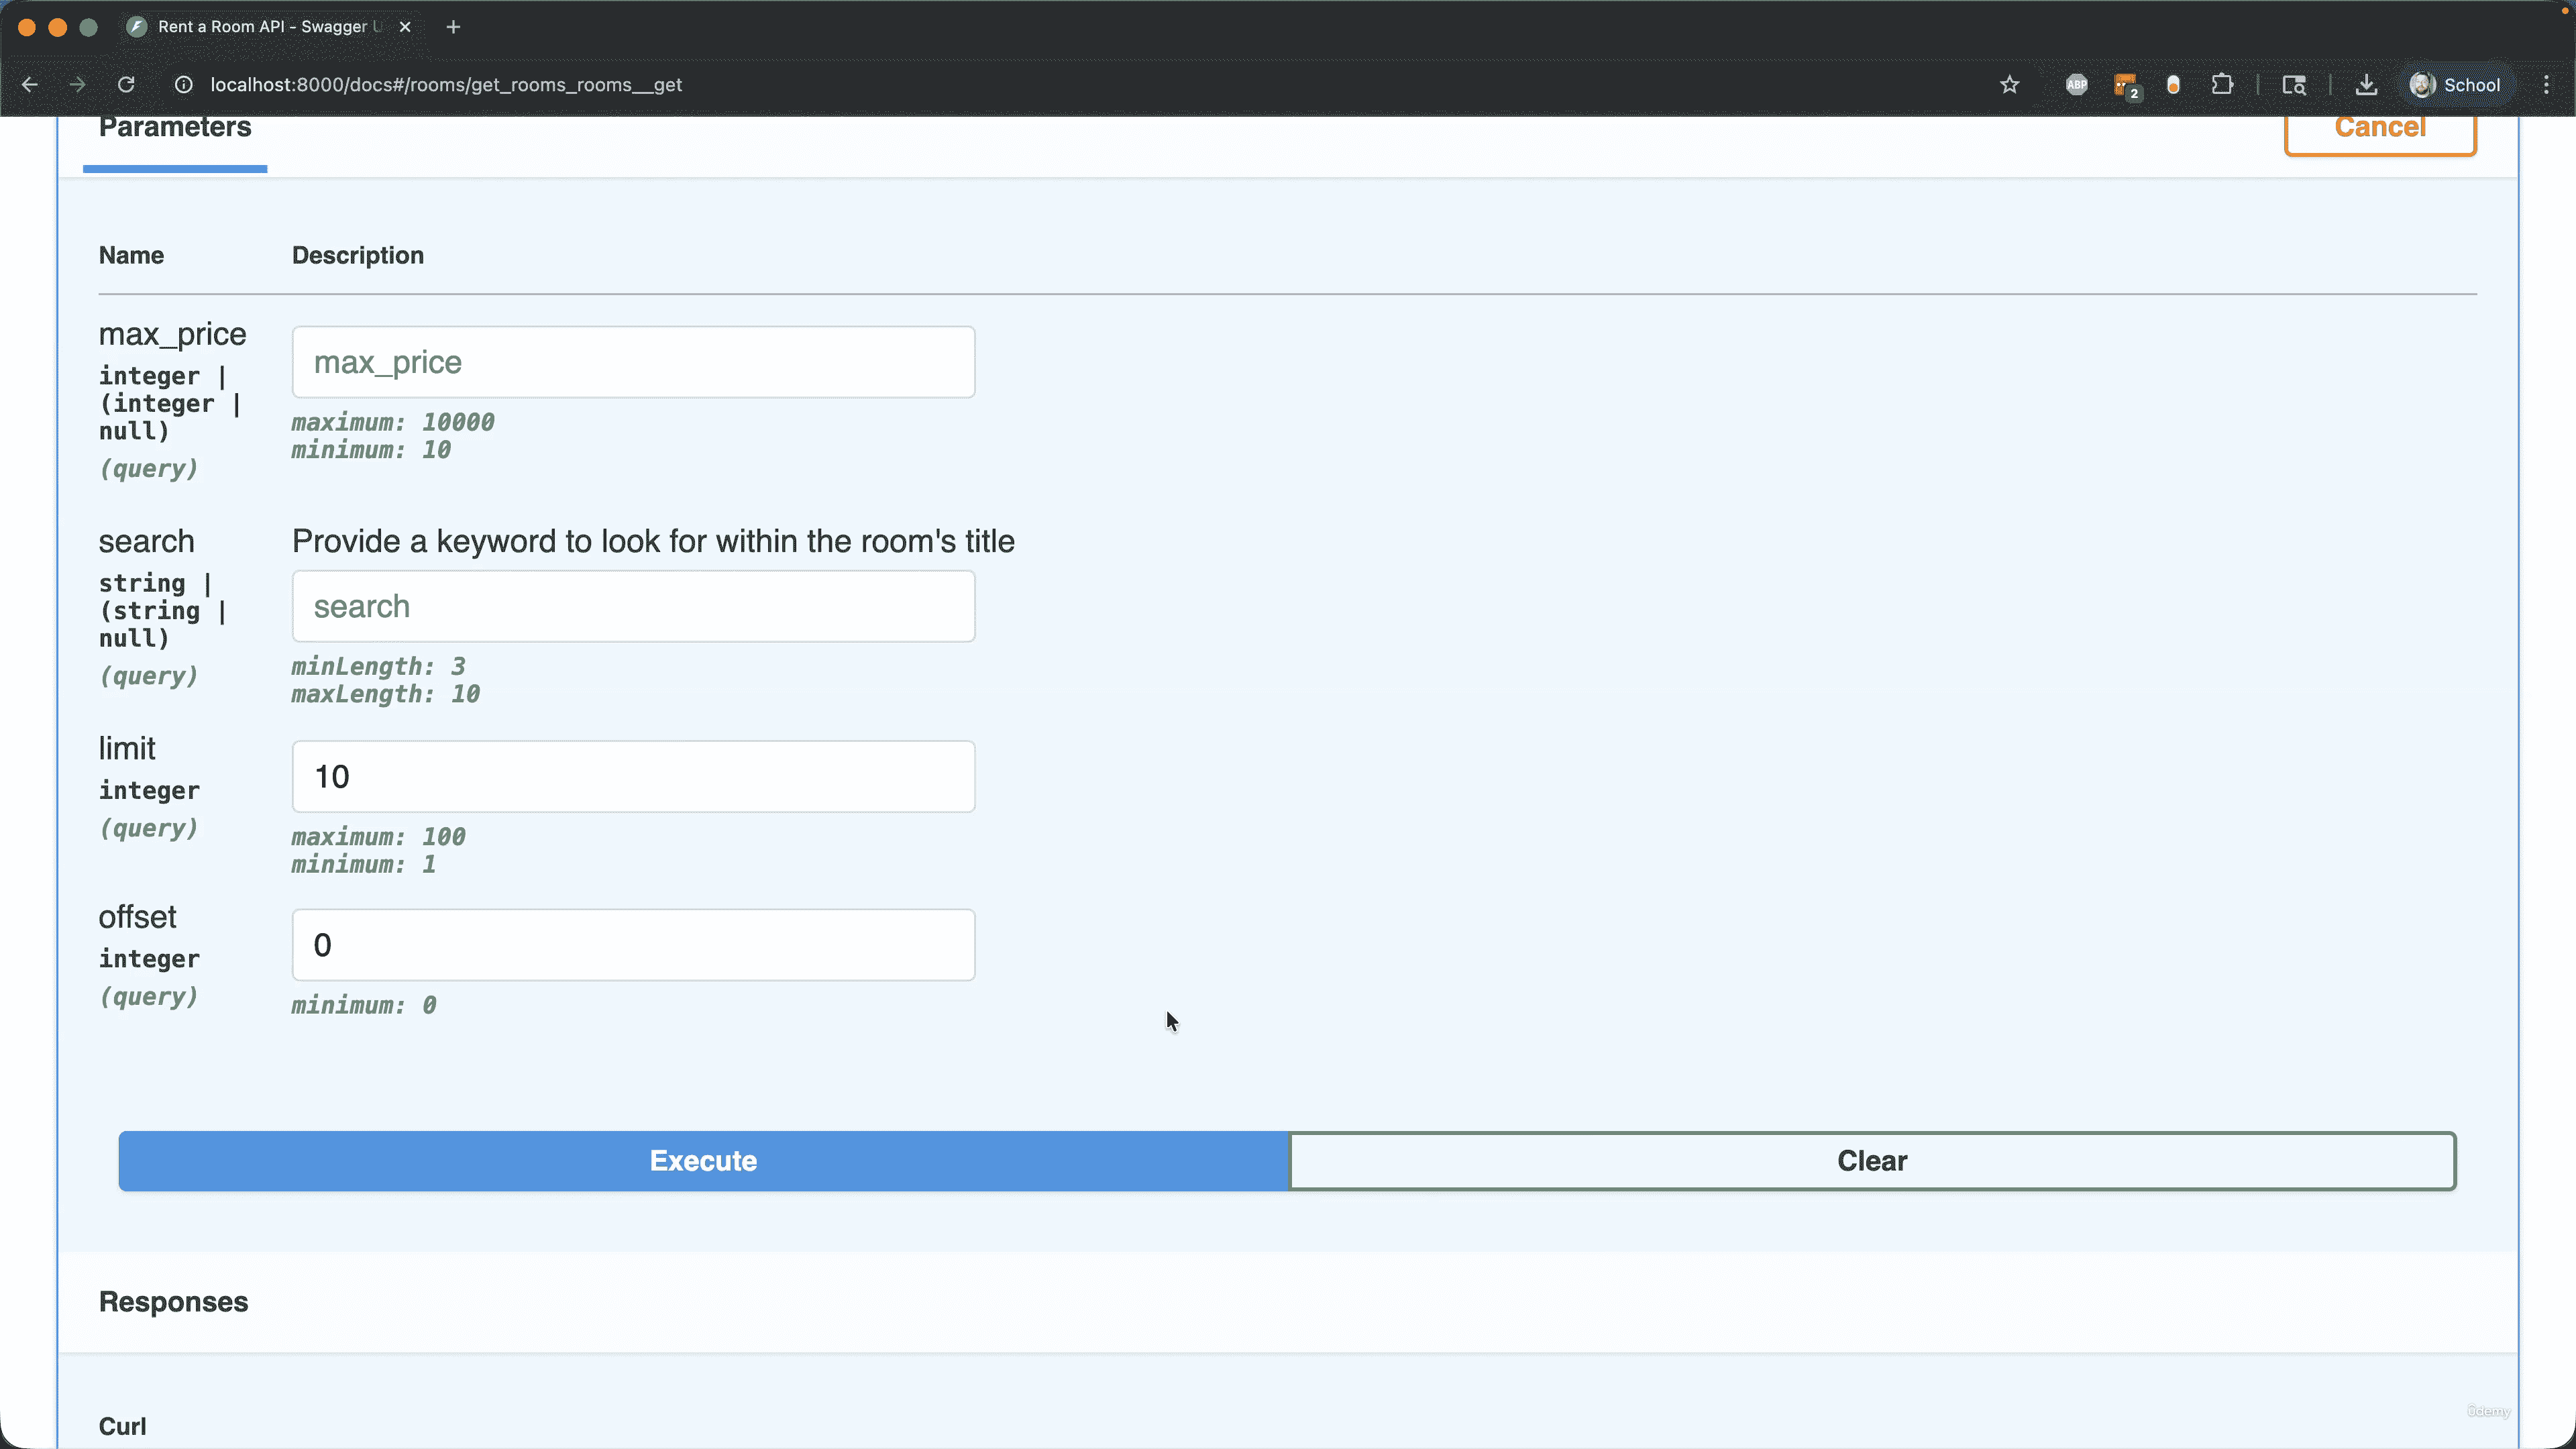 Rent a Room API - Swagger U
localhost:8000/docs#/rooms/get_rooms_rooms__get
ABP
2
School
Parameters
Cancel
Name
Description
max_price
integer |
(integer |
null)
(query)
max_price
maximum: 10000
minimum: 10
search
string |
(string |
null)
(query)
Provide a keyword to look for within the room's title
search
minLength: 3
maxLength: 10
limit
integer
(query)
10
maximum: 100
minimum: 1
offset
integer
(query)
0
minimum: 0
Execute
Clear
Responses
Curl
ûdemy